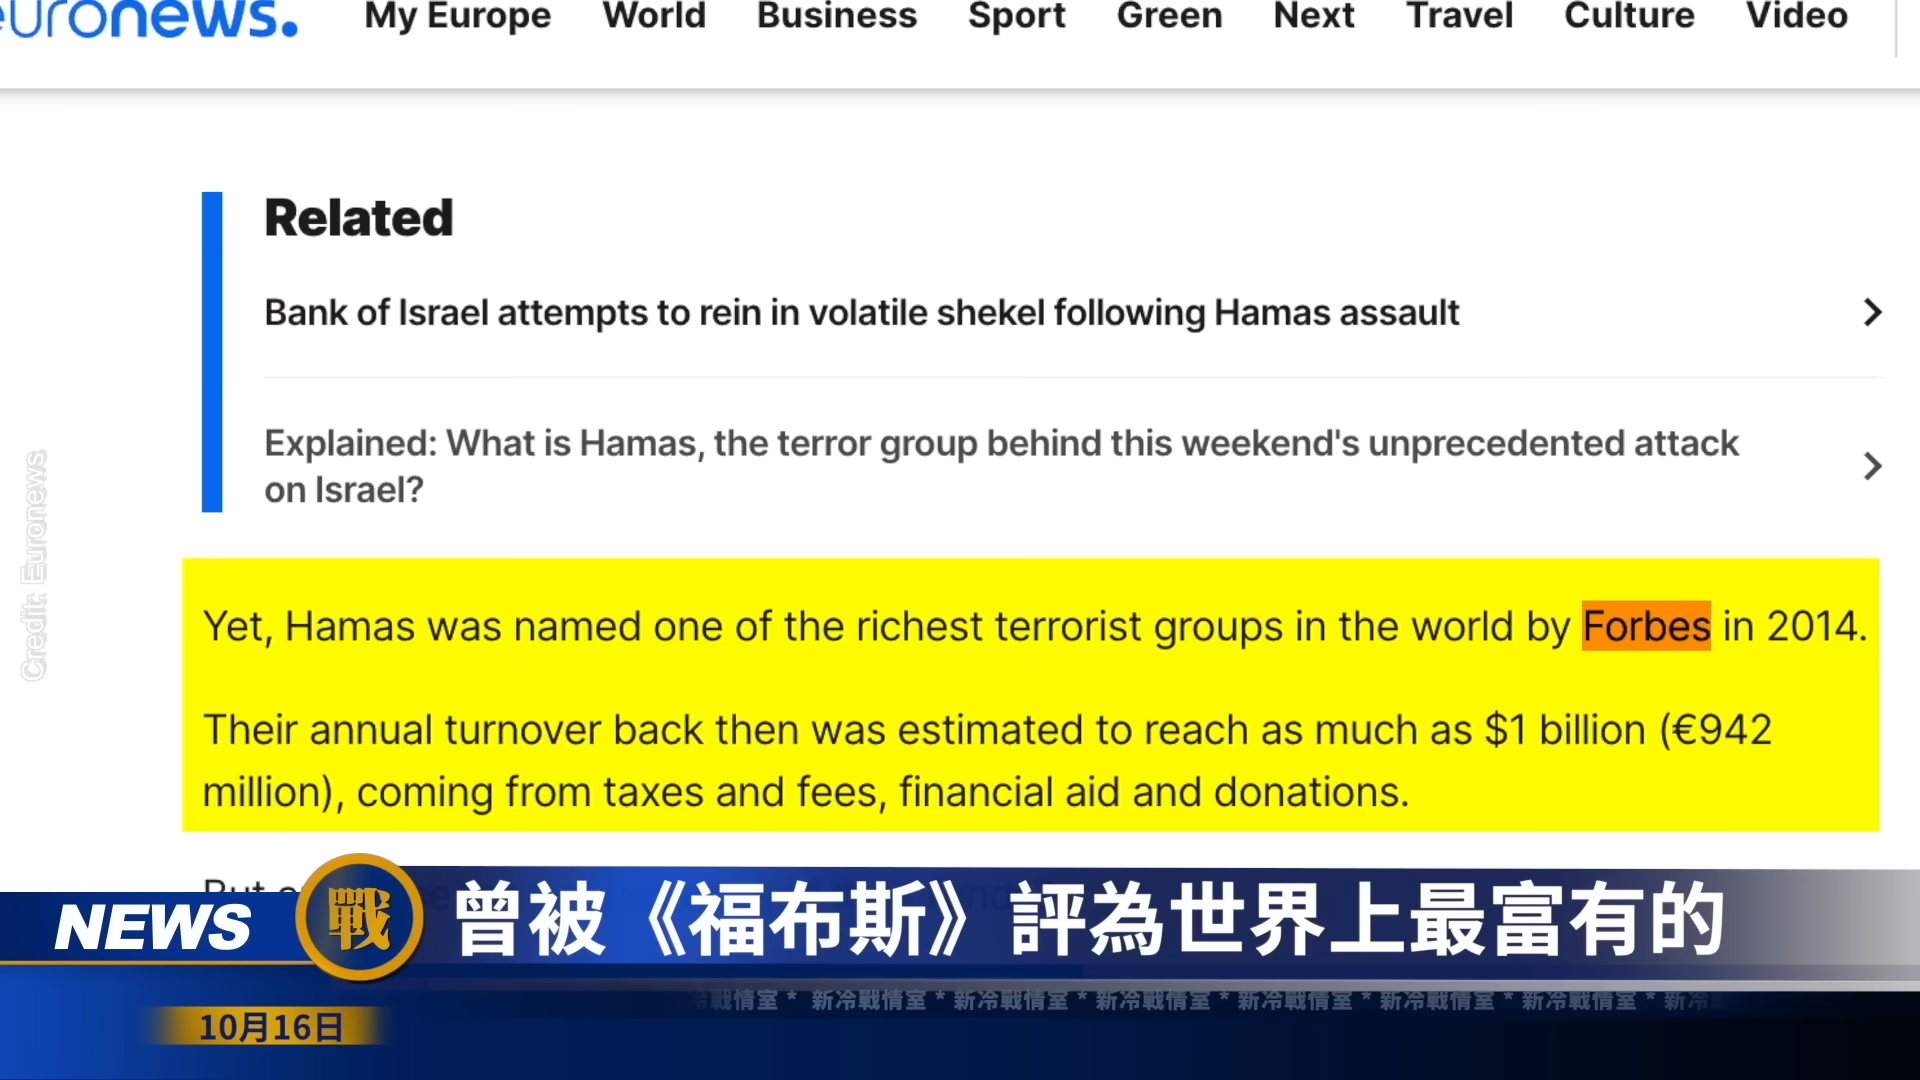 euronews.
My Europe World Business Sport Green Next Travel Culture Video
Related
Bank of Israel attempts to rein in volatile shekel following Hamas assault
Explained: What is Hamas, the terror group behind this weekend's unprecedented attack
on Israel?
Credit: Euronews
Yet, Hamas was named one of the richest terrorist groups in the world by Forbes in 2014.
Their annual turnover back then was estimated to reach as much as $1 billion (€942
million), coming from taxes and fees, financial aid and donations.
But
NEWS 戰 曾被《福布斯》評為世界上最富有的
冷戰情室 * 新冷戰情室 * 新冷戰情室 * 新冷戰情室 * 新冷戰情室 * 新冷戰情室 * 新冷戰情室 * 新冷
10月16日